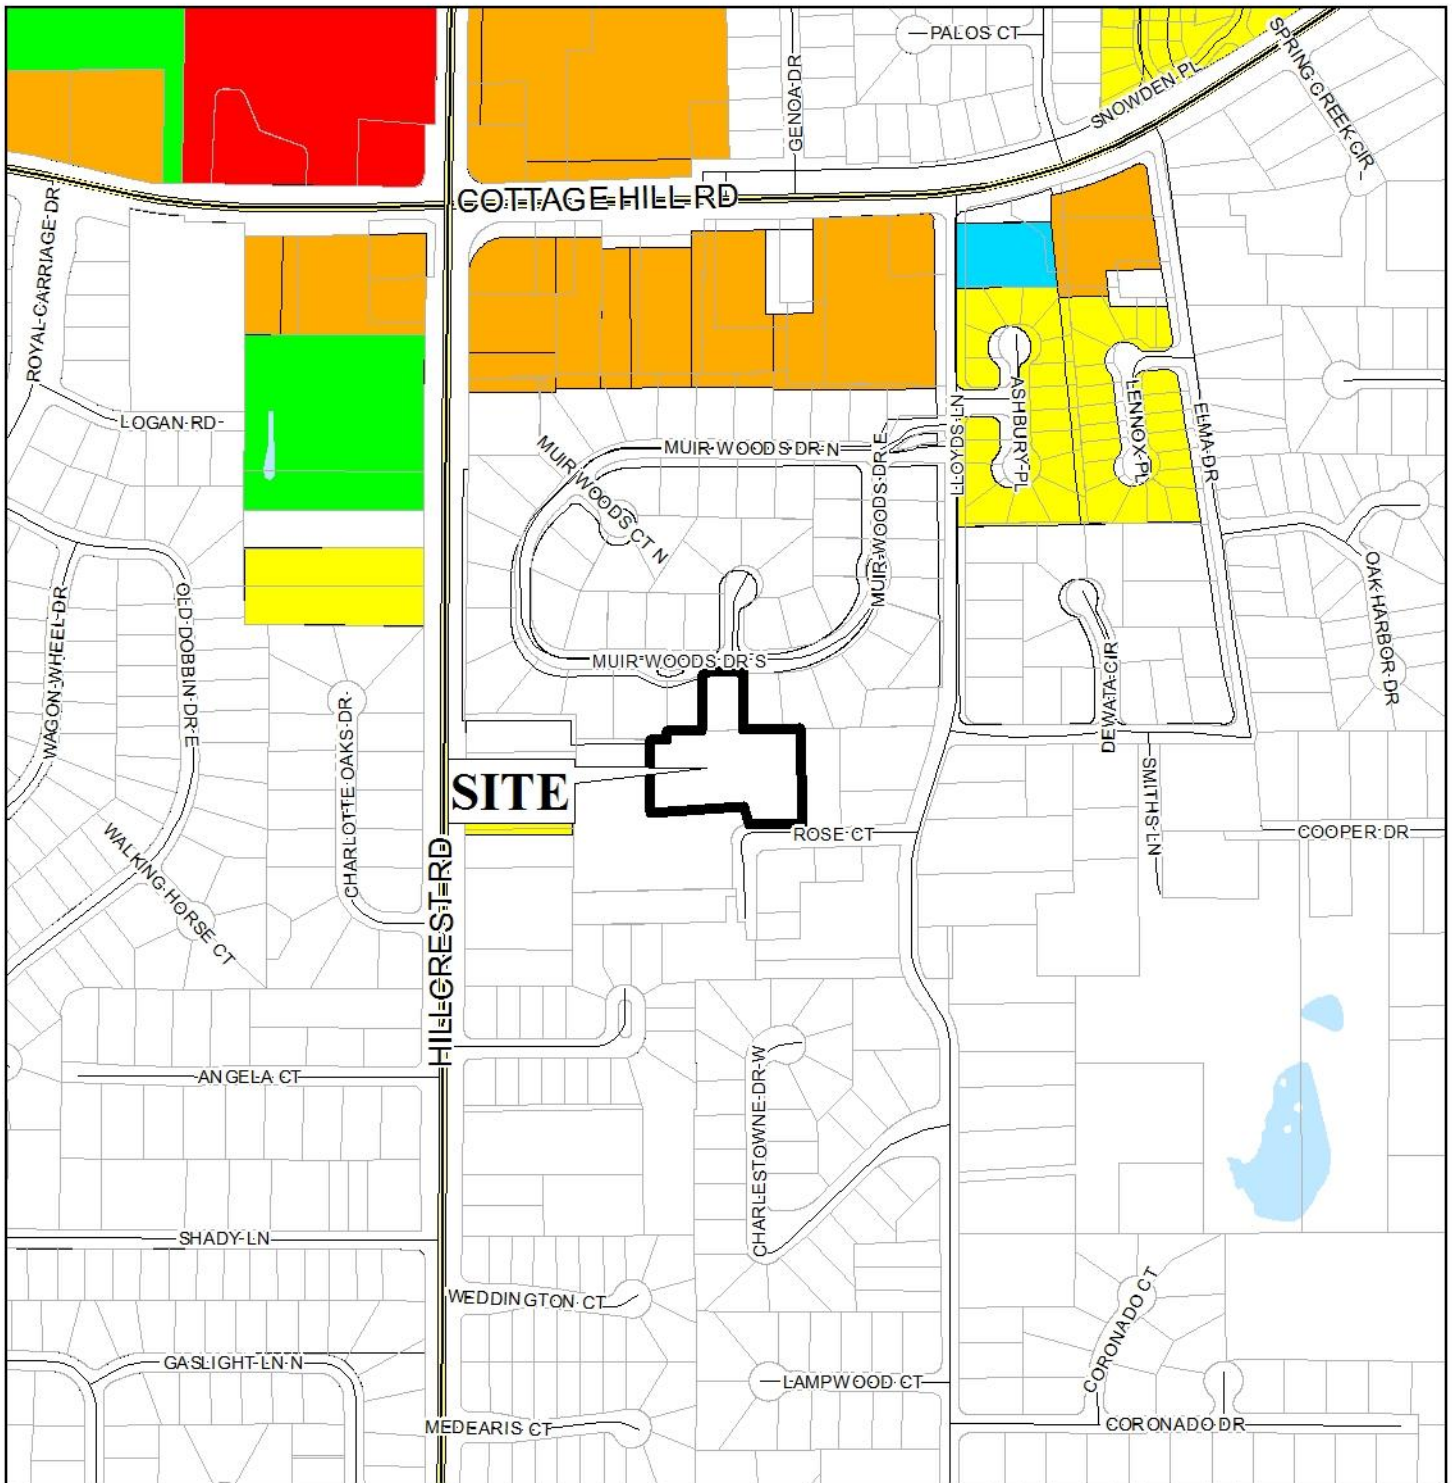 PALOS CT
SPRING CREEK CIR
GENOA DR
SNOWDEN PL
COTTAGE HILL RD
ROYAL CARRIAGE DR
LOGAN RD
MUIR WOODS DR N
MUIR WOODS CT N
MUIR WOODS DR E
LLOYDS LN
ASHBURY PL
LENNOX PL
ELMA DR
OAK HARBOR DR
WAGON WHEEL DR
OLD DOBBIN DR E
MUIR WOODS DR S
DEWATA CIR
CHARLOTTE OAKS DR
SITE
SMITHS LN
ROSE CT
COOPER DR
WALKING HORSE CT
HILLCREST RD
ANGELA CT
CHARLESTOWNE DR W
SHADY LN
WEDDINGTON CT
CORONADO CT
GASLIGHT LN N
LAMPWOOD CT
MEDEARIS CT
CORONADO DR